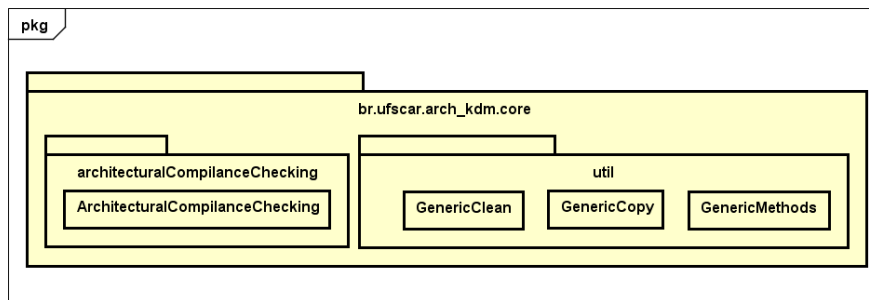 pkg
br.ufscar.arch_kdm.core
architecturalCompilanceChecking
ArchitecturalCompilanceChecking
util
GenericClean
GenericCopy
GenericMethods